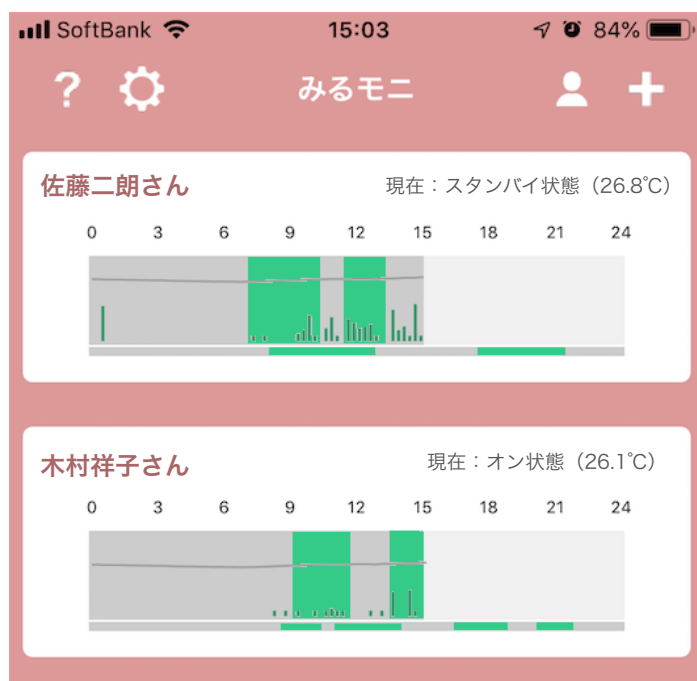 SoftBank 15:03 84%
? みるモニ
佐藤二朗さん 現在：スタンバイ状態（26.8℃）
0 3 6 9 12 15 18 21 24
木村祥子さん 現在：オン状態（26.1℃）
0 3 6 9 12 15 18 21 24